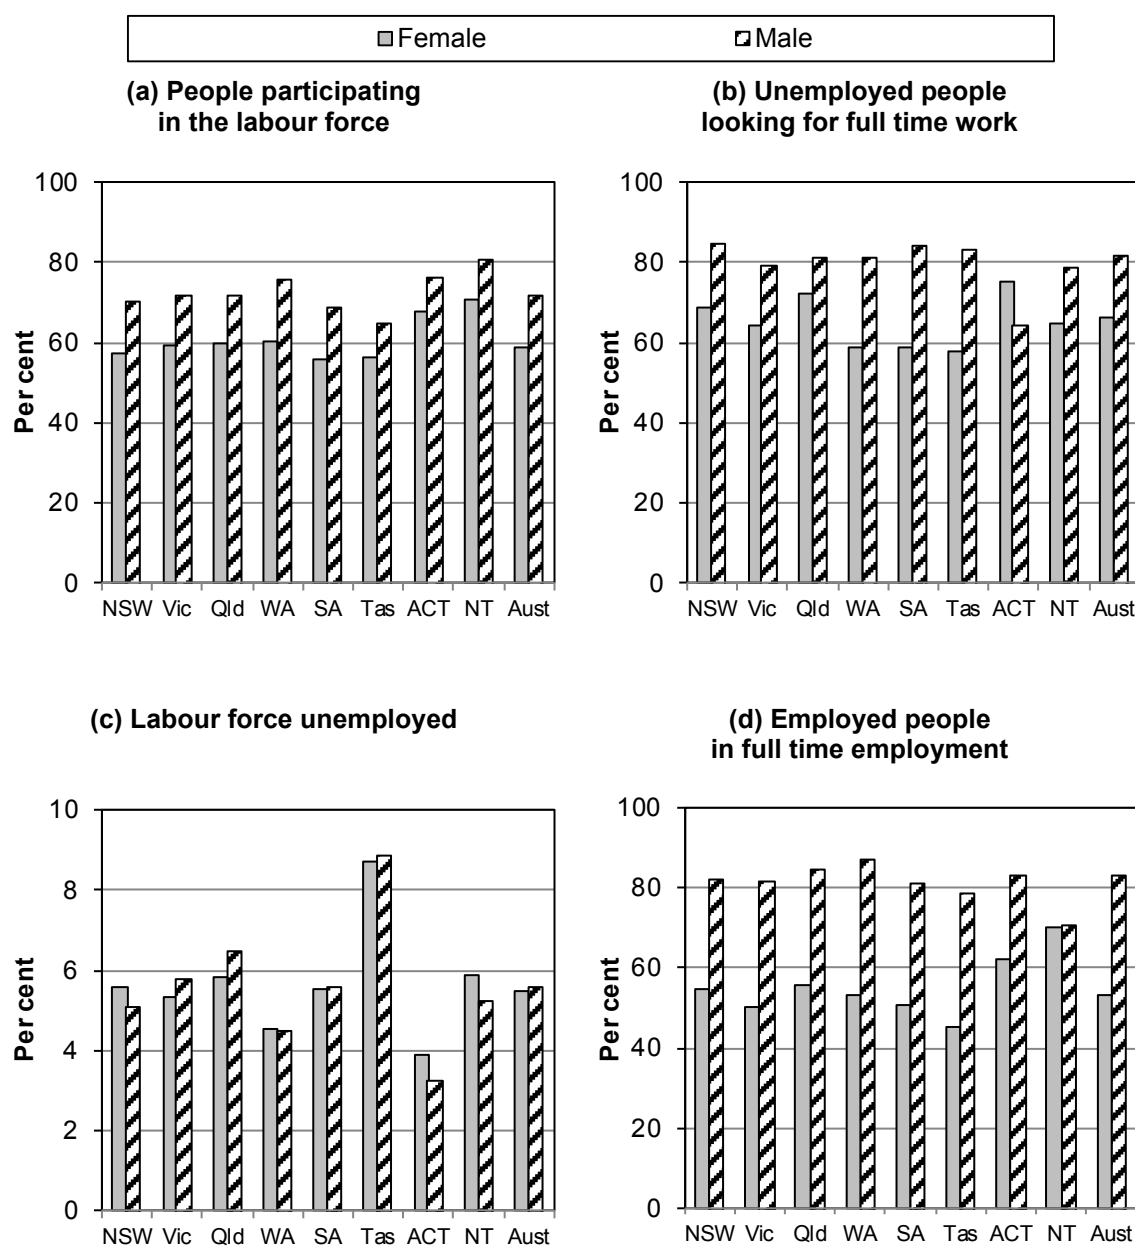 Female Male
(a) People participating
in the labour force
(b) Unemployed people
looking for full time work
Per cent
100
80
60
40
20
0
NSW Vic Qld WA SA Tas ACT NT Aust
Per cent
100
80
60
40
20
0
NSW Vic Qld WA SA Tas ACT NT Aust
(c) Labour force unemployed
(d) Employed people
in full time employment
Per cent
10
8
6
4
2
0
NSW Vic Qld WA SA Tas ACT NT Aust
Per cent
100
80
60
40
20
0
NSW Vic Qld WA SA Tas ACT NT Aust